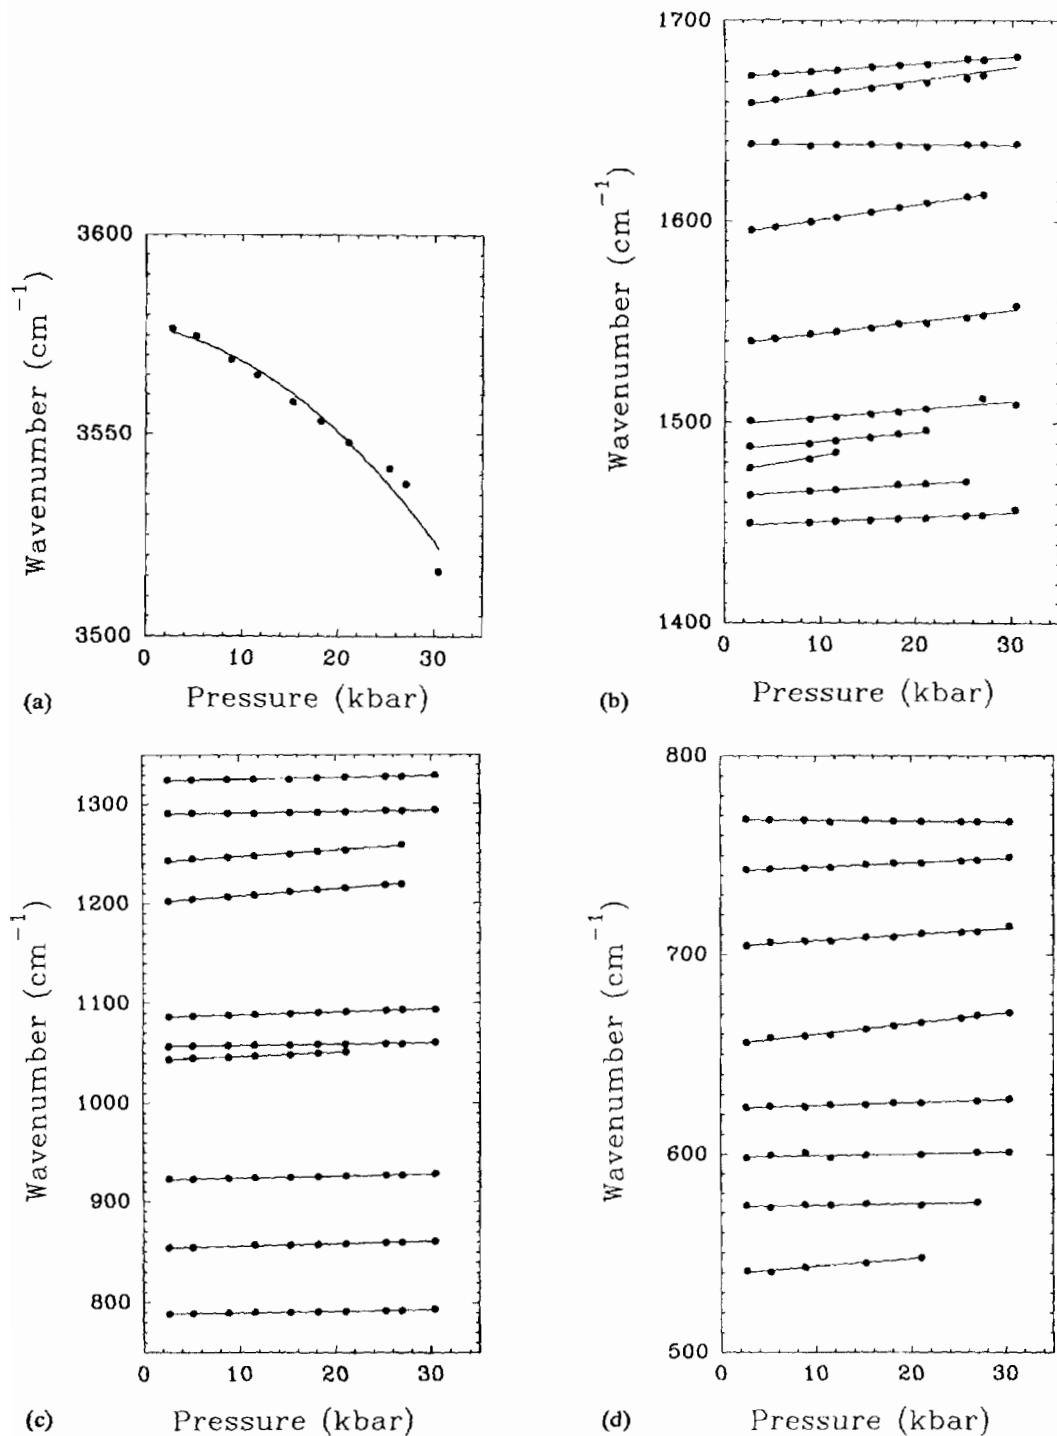 3600
3550
3500
Wavenumber (cm⁻¹)
0 10 20 30
(a) Pressure (kbar)
1700
1600
1500
1400
Wavenumber (cm⁻¹)
0 10 20 30
(b) Pressure (kbar)
1300
1200
1100
1000
900
800
Wavenumber (cm⁻¹)
0 10 20 30
(c) Pressure (kbar)
800
700
600
500
Wavenumber (cm⁻¹)
0 10 20 30
(d) Pressure (kbar)